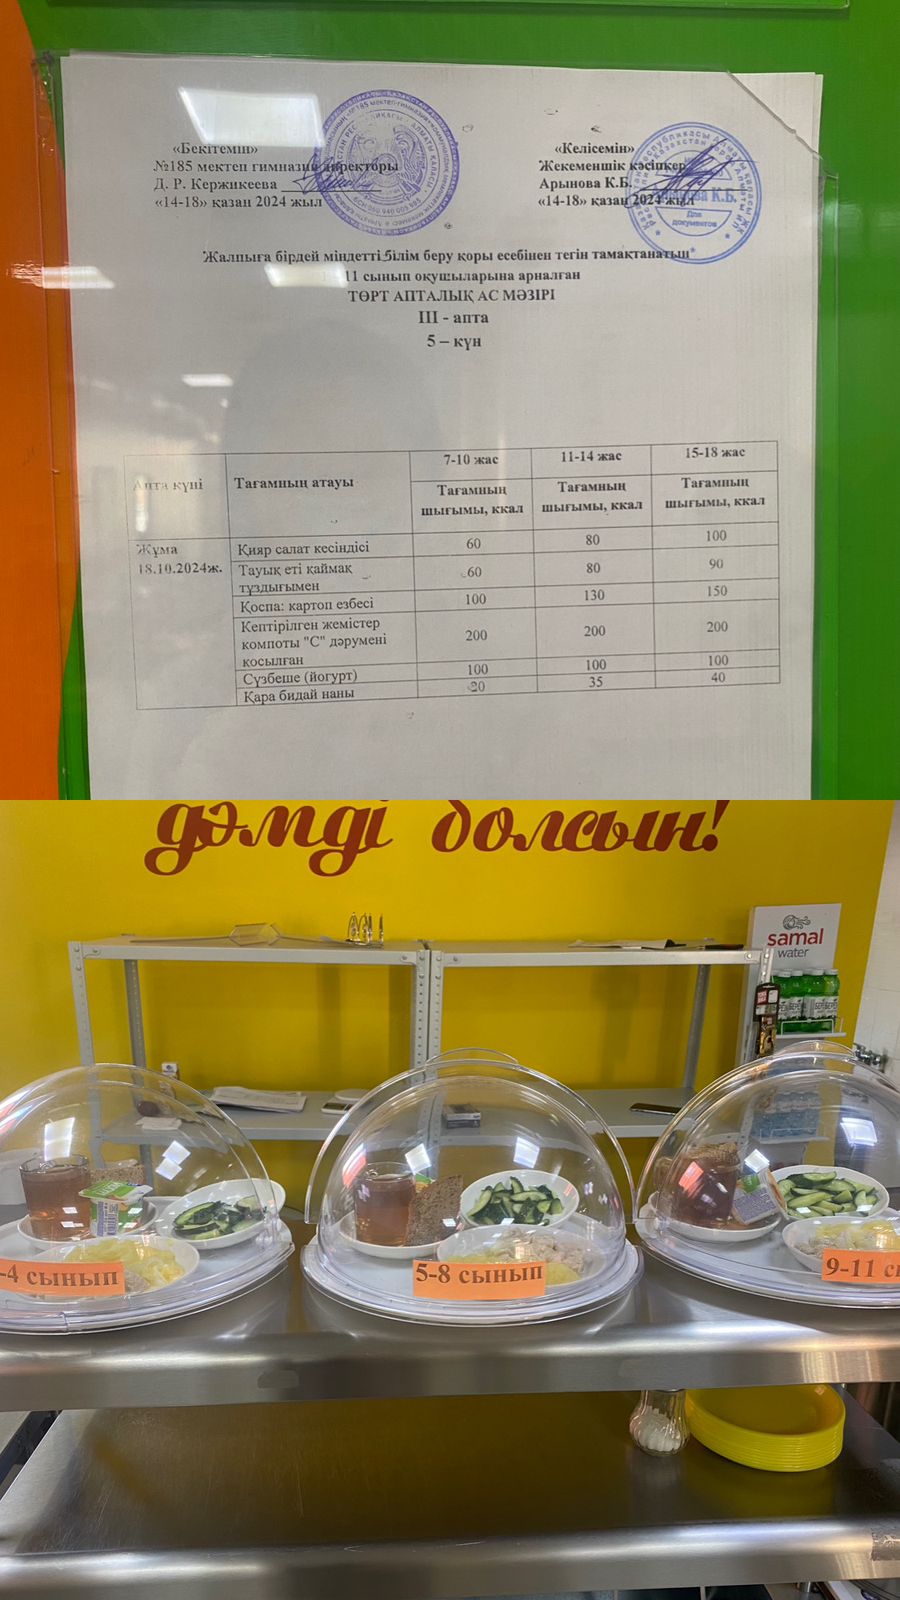 «Бекітемін»
№185 мектеп гимназия директоры
Д. Р. Кержикеева
«14-18» қазан 2024 жыл
«Келісемін»
Жекеменшік кәсіпкер
Арынова К.Б.
«14-18» қазан 2024 жыл
Для
документов
Жалпыға бірдей міндетті білім беру қоры есебінен тегін тамақтанатын
11 сынып оқушыларына арналған
ТӨРТ АПТАЛЫҚ АС МӘЗІРІ
III - апта
5 – күн
Апта күні Тағамның атауы 7-10 жас 11-14 жас 15-18 жас
Тағамның шығымы, ккал Тағамның шығымы, ккал Тағамның шығымы, ккал
Жұма
18.10.2024ж.
Қияр салат кесіндісі 60 80 100
Тауық еті қаймақ
тұздығымен 60 80 90
Қоспа: картоп езбесі 100 130 150
Кептірілген жемістер
компоты "С" дәрумені
қосылған 200 200 200
Сүзбеше (йогурт) 100 100 100
Қара бидай наны 20 35 40
дәмді болсын!
samal
water
-4 сынып
5-8 сынып
9-11 с